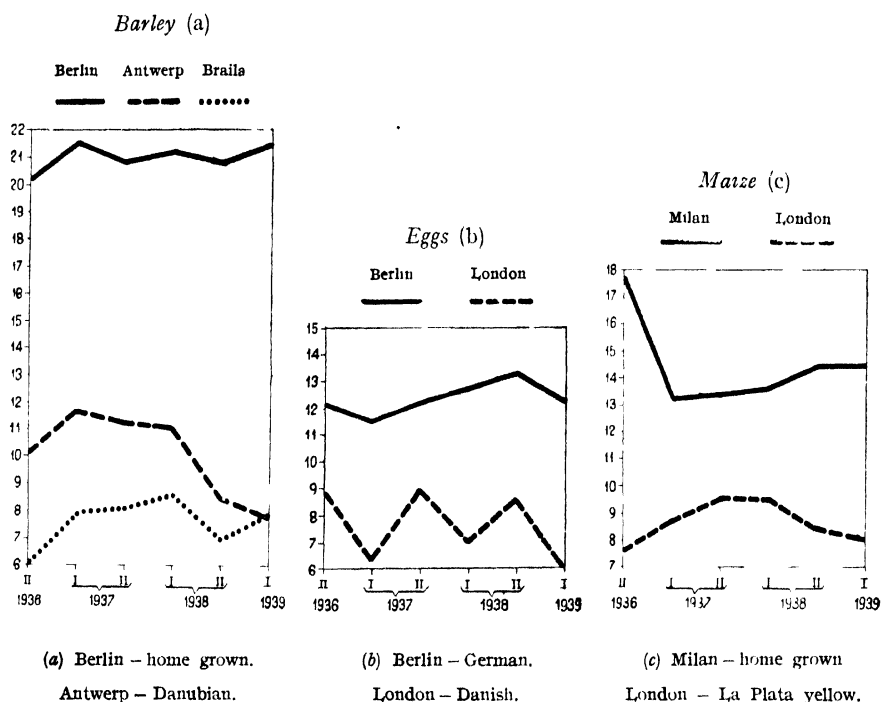 Barley (a)
Berlin Antwerp Braila
22
21
20
19
18
17
16
15
14
13
12
11
10
9
8
7
6
II I II I II I
1936 1937 1938 1939
(a) Berlin – home grown.
Antwerp – Danubian.
Eggs (b)
Berlin London
15
14
13
12
11
10
9
8
7
6
II I II I II I
1936 1937 1938 1939
(b) Berlin – German.
London – Danish.
Maize (c)
Milan London
18
17
16
15
14
13
12
11
10
9
8
7
II I II I II I
1936 1937 1938 1939
(c) Milan – home grown
London – La Plata yellow.